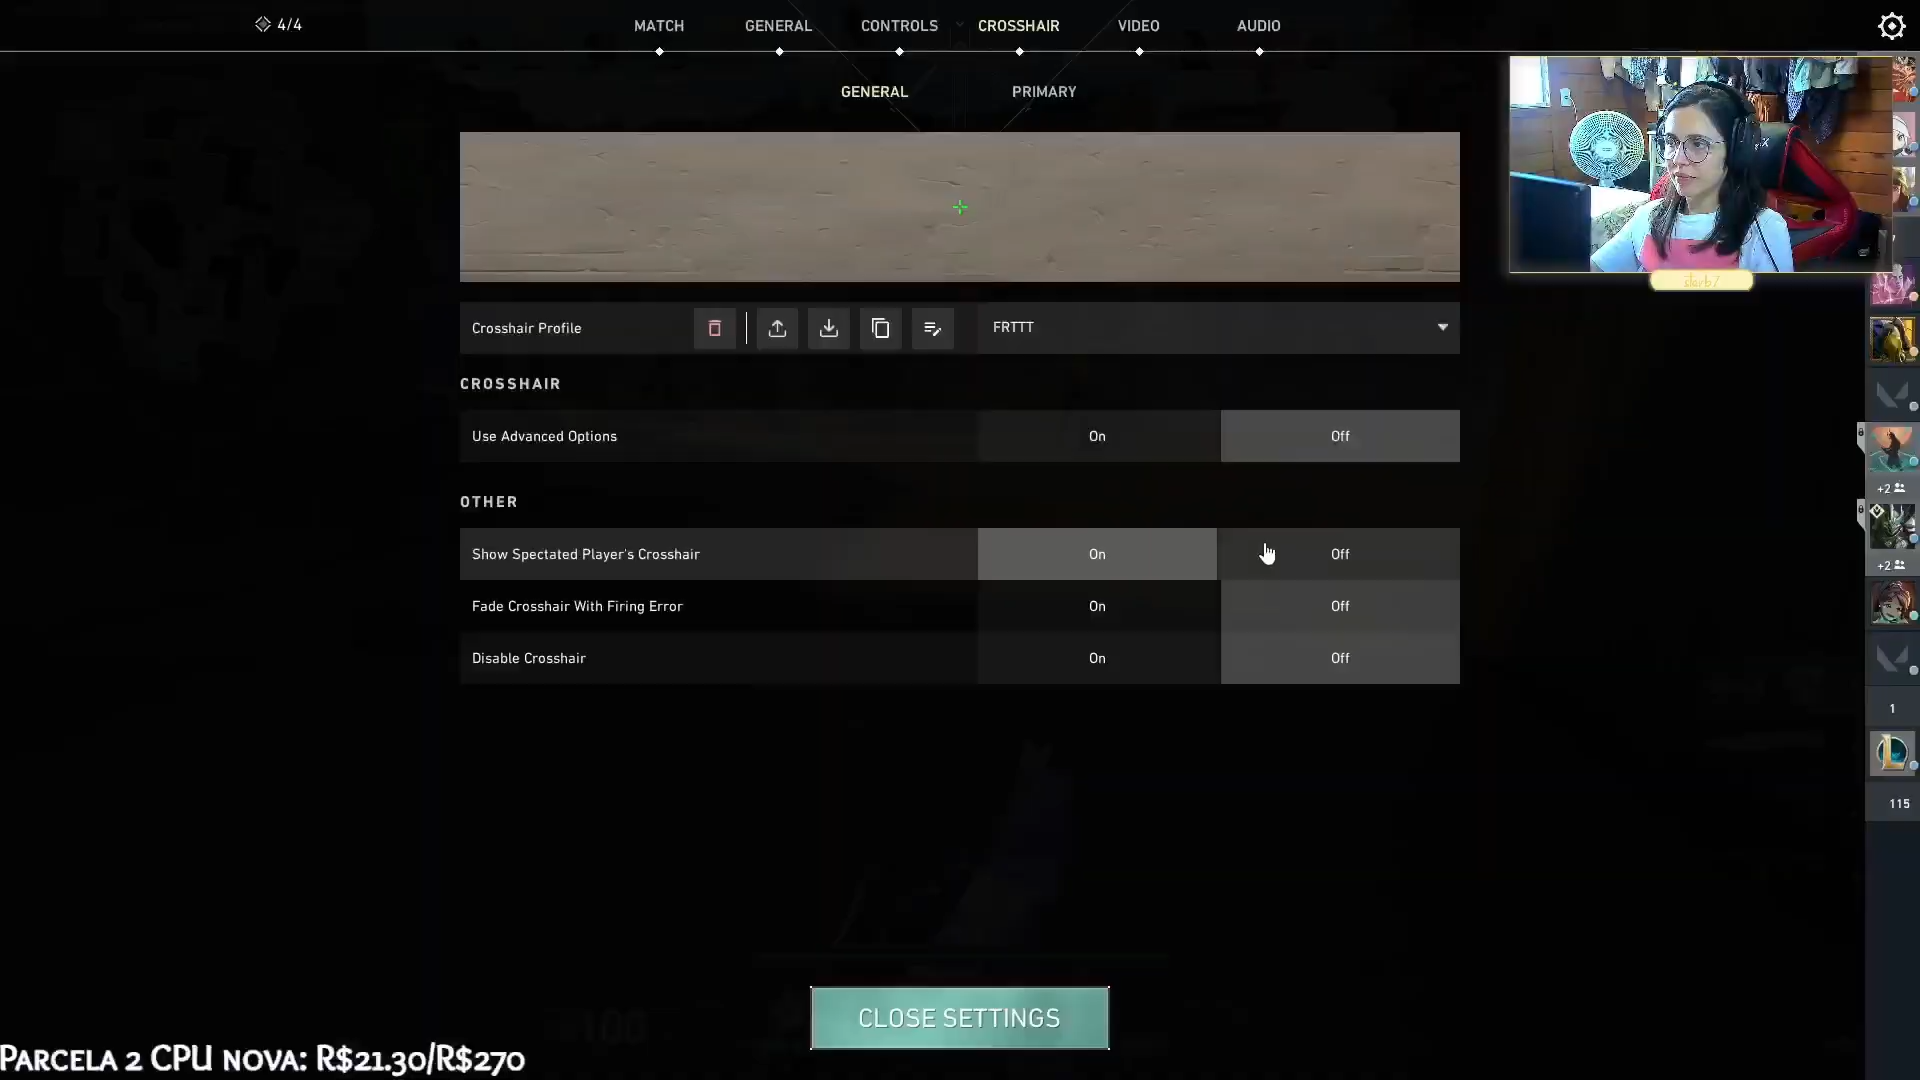 4/4
MATCH
GENERAL
CONTROLS
CROSSHAIR
VIDEO
AUDIO
GENERAL
PRIMARY
sterb7
Crosshair Profile
FRTTT
CROSSHAIR
Use Advanced Options
On
Off
OTHER
Show Spectated Player's Crosshair
On
Off
Fade Crosshair With Firing Error
On
Off
Disable Crosshair
On
Off
+2
+2
1
115
100
CLOSE SETTINGS
PARCELA 2 CPU NOVA: R$21.30/R$270